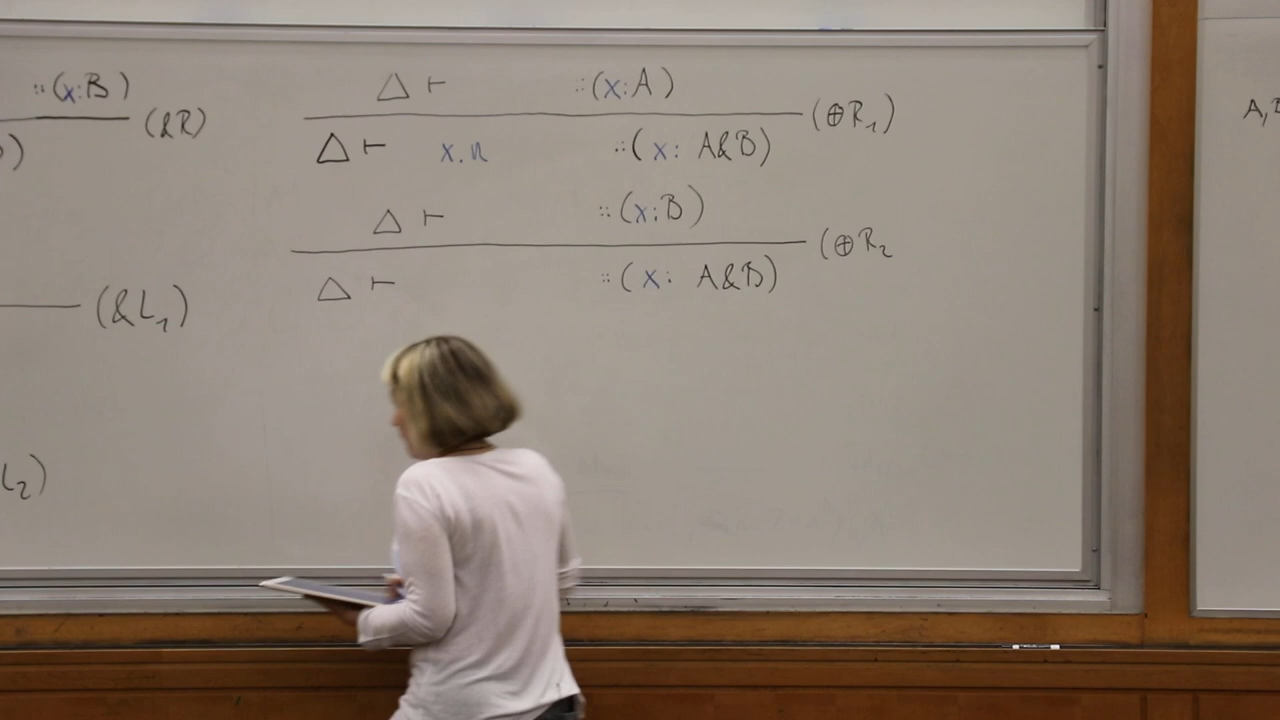 :: (x:B)
(&R)
)
(&L₁)
L₂)
Δ ⊢ :: (x:A)
(⊕R₁)
Δ ⊢ x.π :: (x: A&B)
Δ ⊢ :: (x:B)
(⊕R₂
Δ ⊢ :: (x: A&B)
A,B